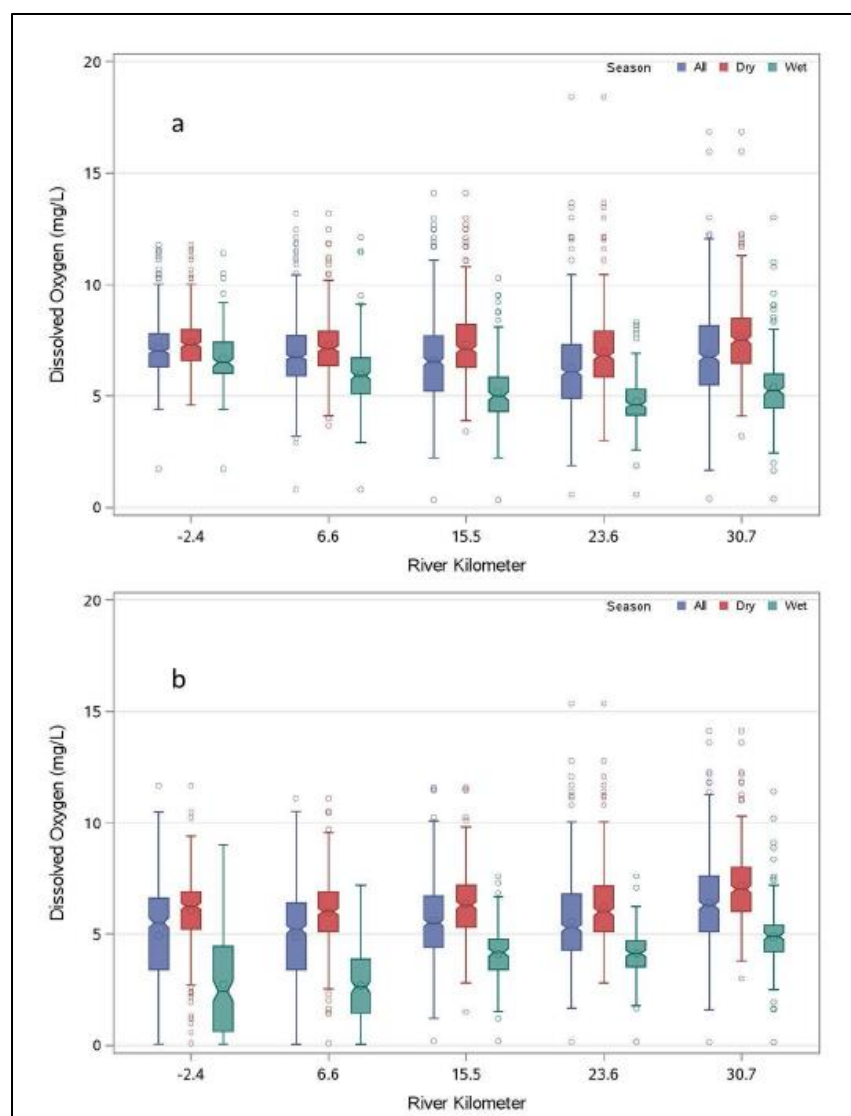 20
Season All Dry Wet
a
15
10
Dissolved Oxygen (mg/L)
5
0
-2.4 6.6 15.5 23.6 30.7
River Kilometer
20
Season All Dry Wet
b
15
10
Dissolved Oxygen (mg/L)
5
0
-2.4 6.6 15.5 23.6 30.7
River Kilometer